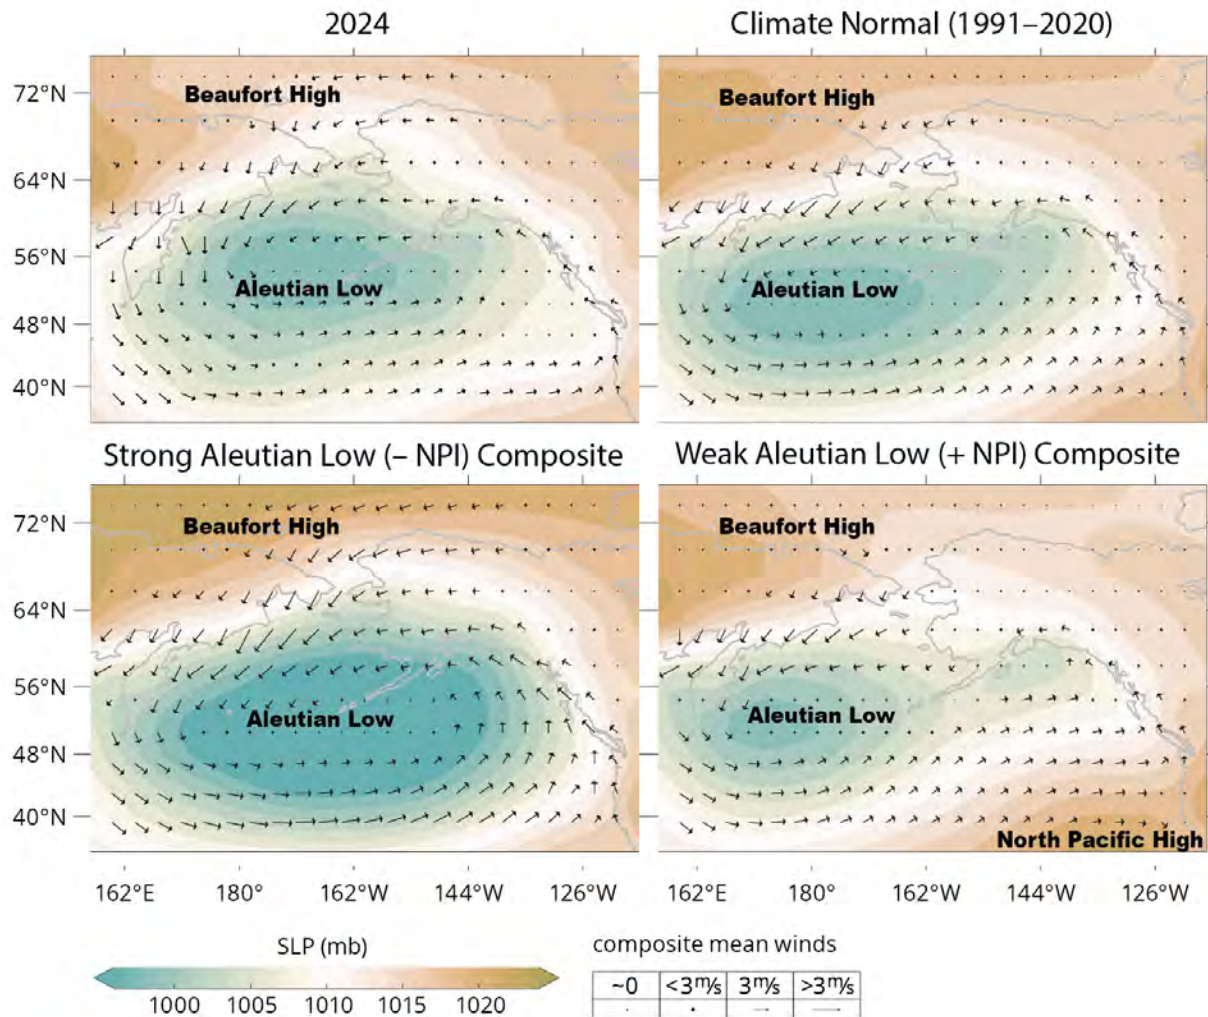 2024
Climate Normal (1991–2020)
72°N
Beaufort High
Beaufort High
64°N
56°N
Aleutian Low
Aleutian Low
48°N
40°N
Strong Aleutian Low (– NPI) Composite
Weak Aleutian Low (+ NPI) Composite
72°N
Beaufort High
Beaufort High
64°N
56°N
Aleutian Low
Aleutian Low
48°N
40°N
North Pacific High
162°E 180° 162°W 144°W 126°W
162°E 180° 162°W 144°W 126°W
SLP (mb)
1000 1005 1010 1015 1020
composite mean winds
~0 <3m/s 3m/s >3m/s